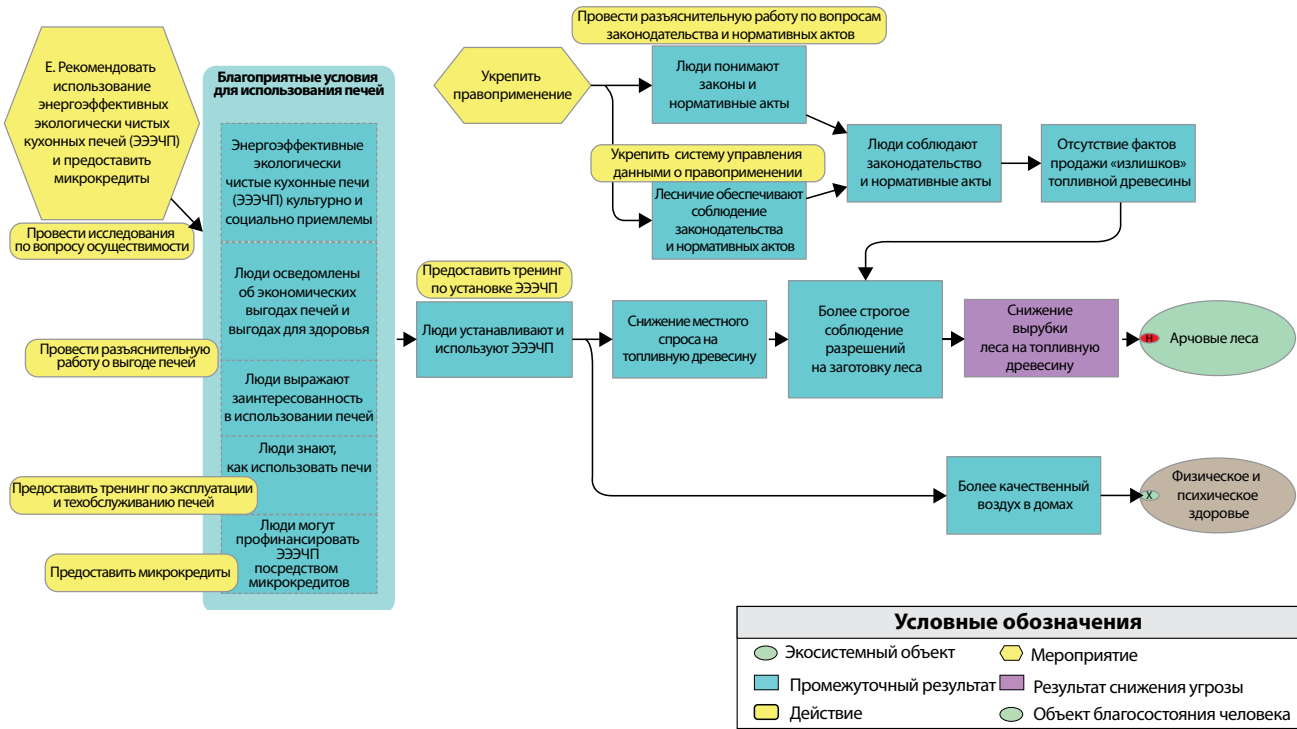 Е. Рекомендовать
использование
энергоэффективных
экологически чистых
кухонных печей (ЭЭЭЧП)
и предоставить
микрокредиты
Провести исследования
по вопросу осуществимости
Провести разъяснительную
работу о выгоде печей
Предоставить тренинг по эксплуатации
и техобслуживанию печей
Предоставить микрокредиты
Благоприятные условия
для использования печей
Энергоэффективные
экологически
чистые кухонные печи
(ЭЭЭЧП) культурно и
социально приемлемы
Люди осведомлены
об экономических
выгодах печей и
выгодах для здоровья
Люди выражают
заинтересованность
в использовании печей
Люди знают,
как использовать печи
Люди могут
профинансировать
ЭЭЭЧП
посредством
микрокредитов
Укрепить
правоприменение
Провести разъяснительную работу по вопросам
законодательства и нормативных актов
Люди понимают
законы и
нормативные акты
Укрепить систему управления
данными о правоприменении
Лесничие обеспечивают
соблюдение
законодательства
и нормативных актов
Люди соблюдают
законодательство
и нормативные акты
Отсутствие фактов
продажи «излишков»
топливной древесины
Предоставить тренинг
по установке ЭЭЭЧП
Люди устанавливают и
используют ЭЭЭЧП
Снижение местного
спроса на
топливную древесину
Более строгое
соблюдение
разрешений
на заготовку леса
Снижение
вырубки
леса на топливную
древесину
Н
Арчовые леса
Более качественный
воздух в домах
Х
Физическое и
психическое
здоровье
Условные обозначения
Экосистемный объект
Мероприятие
Промежуточный результат
Результат снижения угрозы
Действие
Объект благосостояния человека